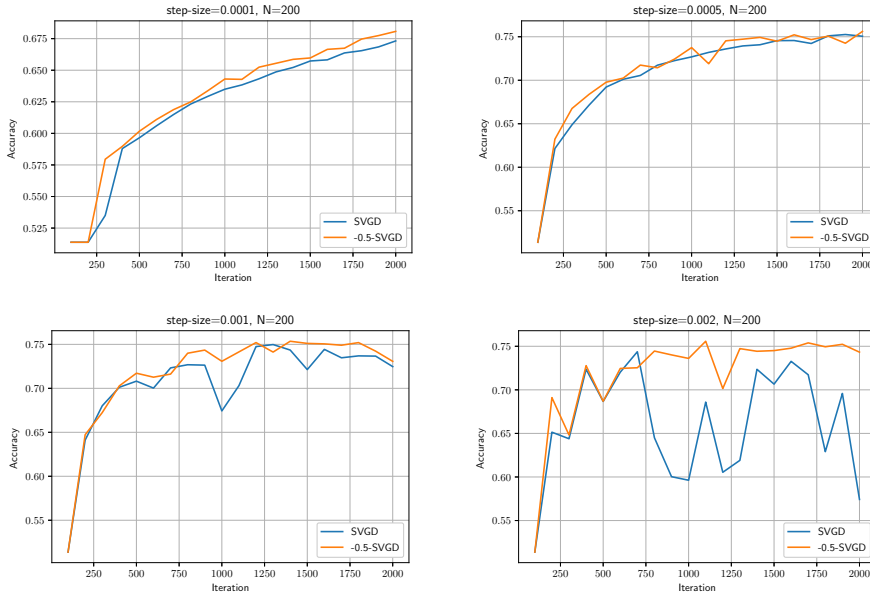 step-size=0.0001, N=200
Accuracy
0.675
0.650
0.625
0.600
0.575
0.550
0.525
SVGD
-0.5-SVGD
250 500 750 1000 1250 1500 1750 2000
Iteration
step-size=0.0005, N=200
Accuracy
0.75
0.70
0.65
0.60
0.55
SVGD
-0.5-SVGD
250 500 750 1000 1250 1500 1750 2000
Iteration
step-size=0.001, N=200
Accuracy
0.75
0.70
0.65
0.60
0.55
SVGD
-0.5-SVGD
250 500 750 1000 1250 1500 1750 2000
Iteration
step-size=0.002, N=200
Accuracy
0.75
0.70
0.65
0.60
0.55
SVGD
-0.5-SVGD
250 500 750 1000 1250 1500 1750 2000
Iteration